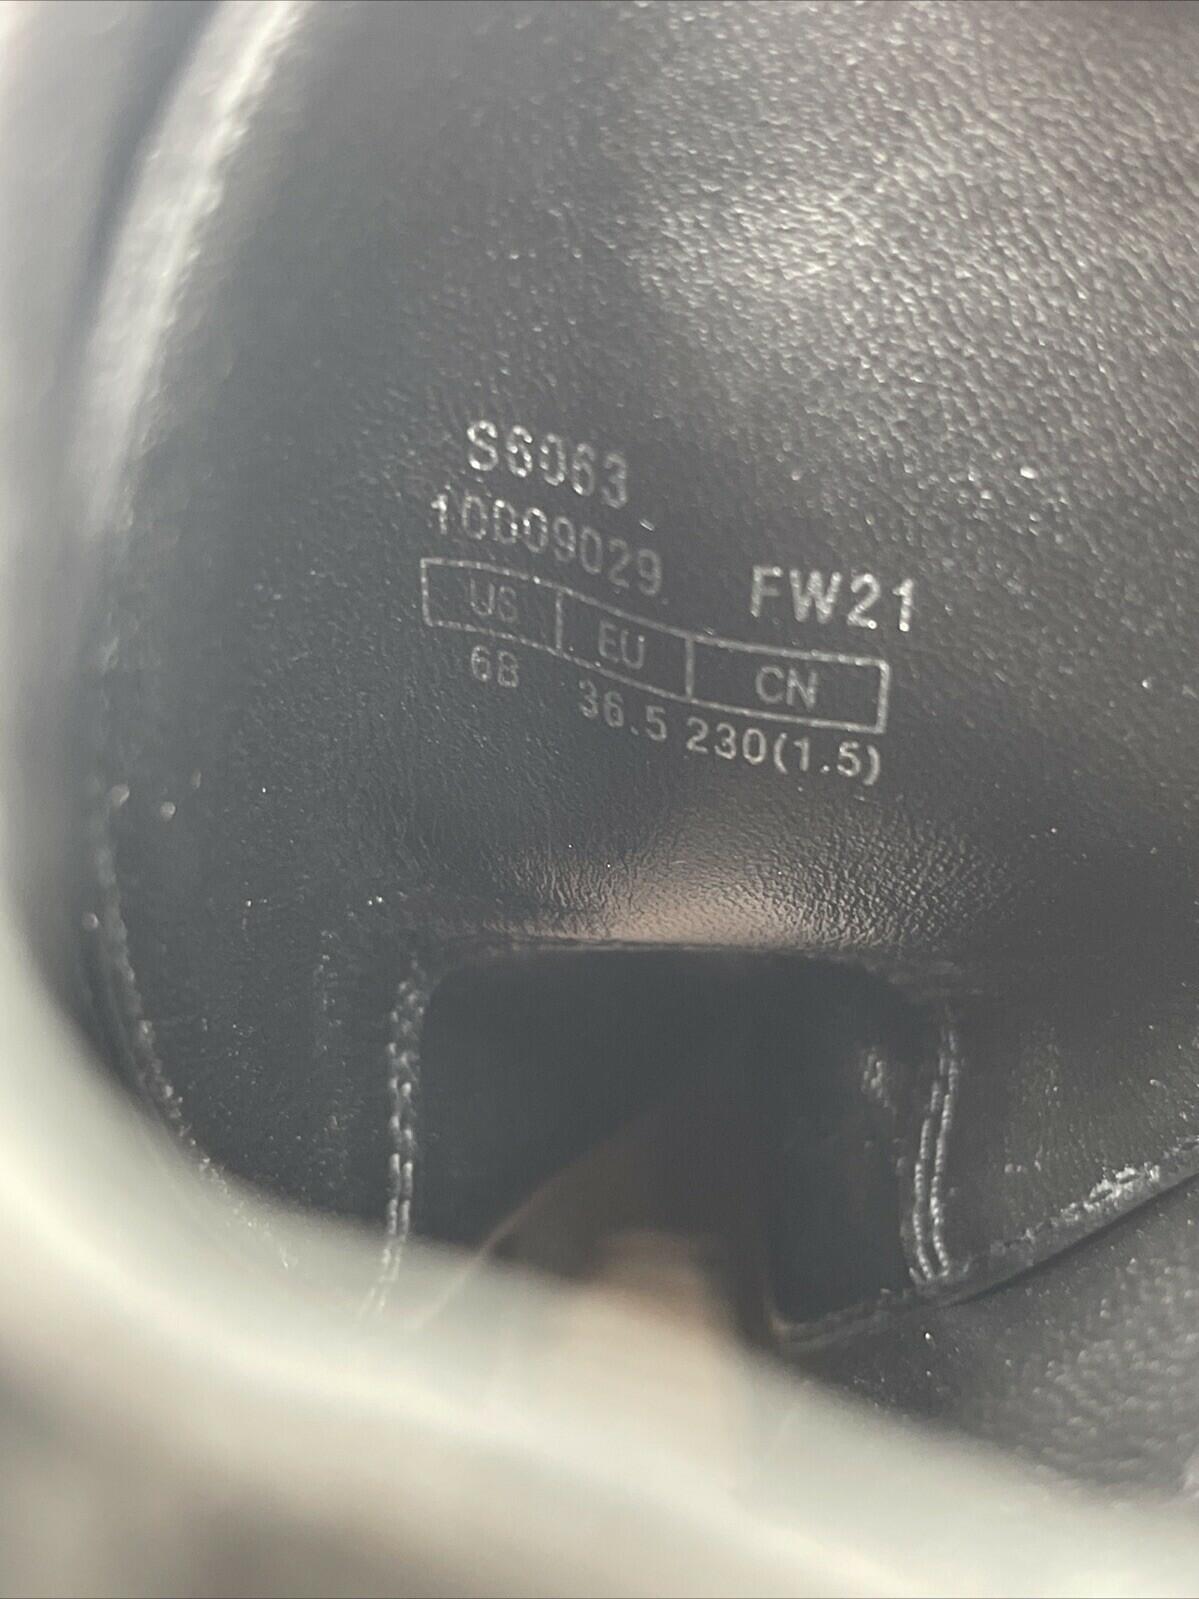 S6063
10D09029 FW21
US EU CN
6B 36.5 230(1.5)